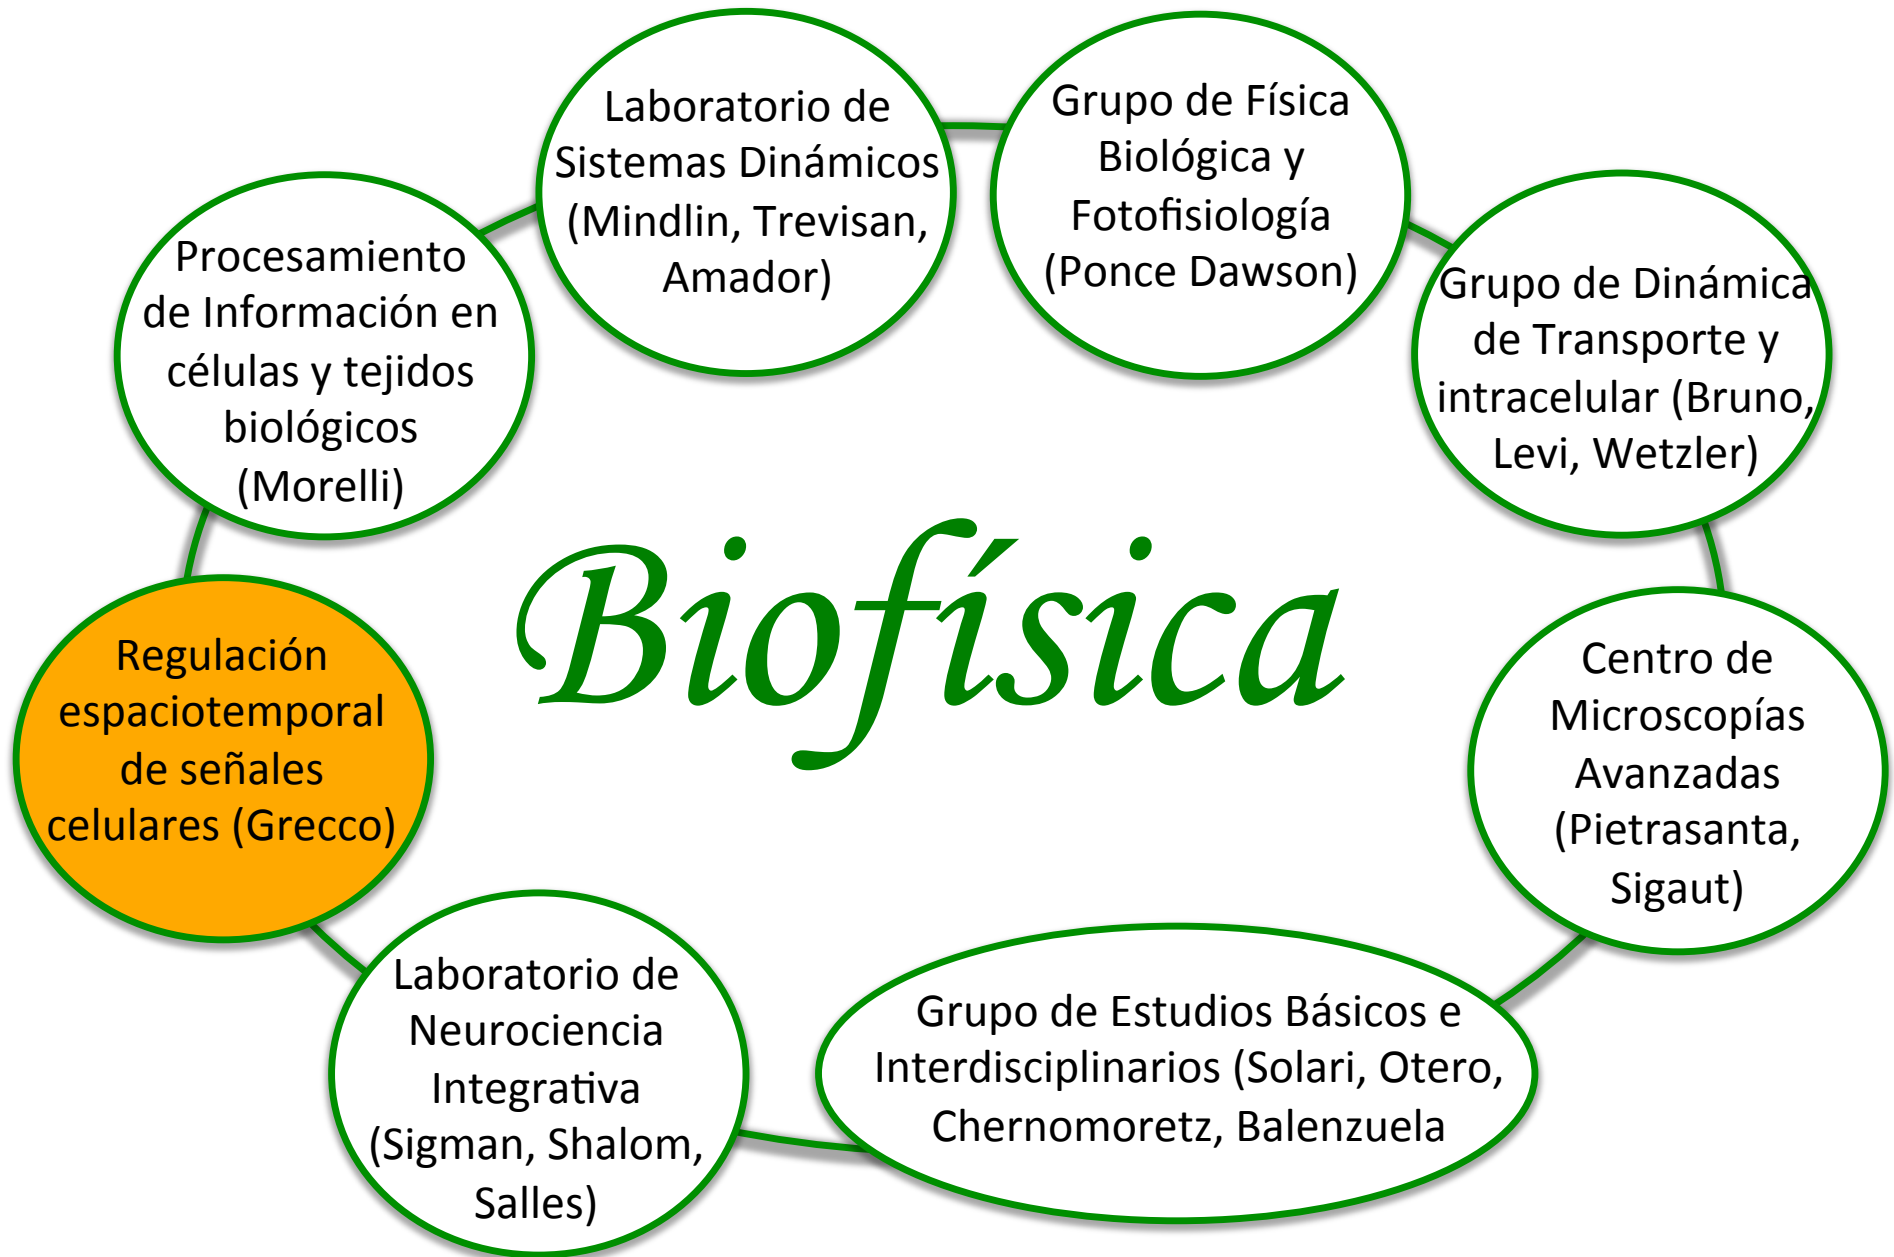 Laboratorio de
Sistemas Dinámicos
(Mindlin, Trevisan,
Amador)
Grupo de Física
Biológica y
Fotofisiología
(Ponce Dawson)
Grupo de Dinámica
de Transporte y
intracelular (Bruno,
Levi, Wetzler)
Centro de
Microscopías
Avanzadas
(Pietrasanta,
Sigaut)
Grupo de Estudios Básicos e
Interdisciplinarios (Solari, Otero,
Chernomoretz, Balenzuela
Laboratorio de
Neurociencia
Integrativa
(Sigman, Shalom,
Salles)
Regulación
espaciotemporal
de señales
celulares (Grecco)
Procesamiento
de Información en
células y tejidos
biológicos
(Morelli)
Biofísica